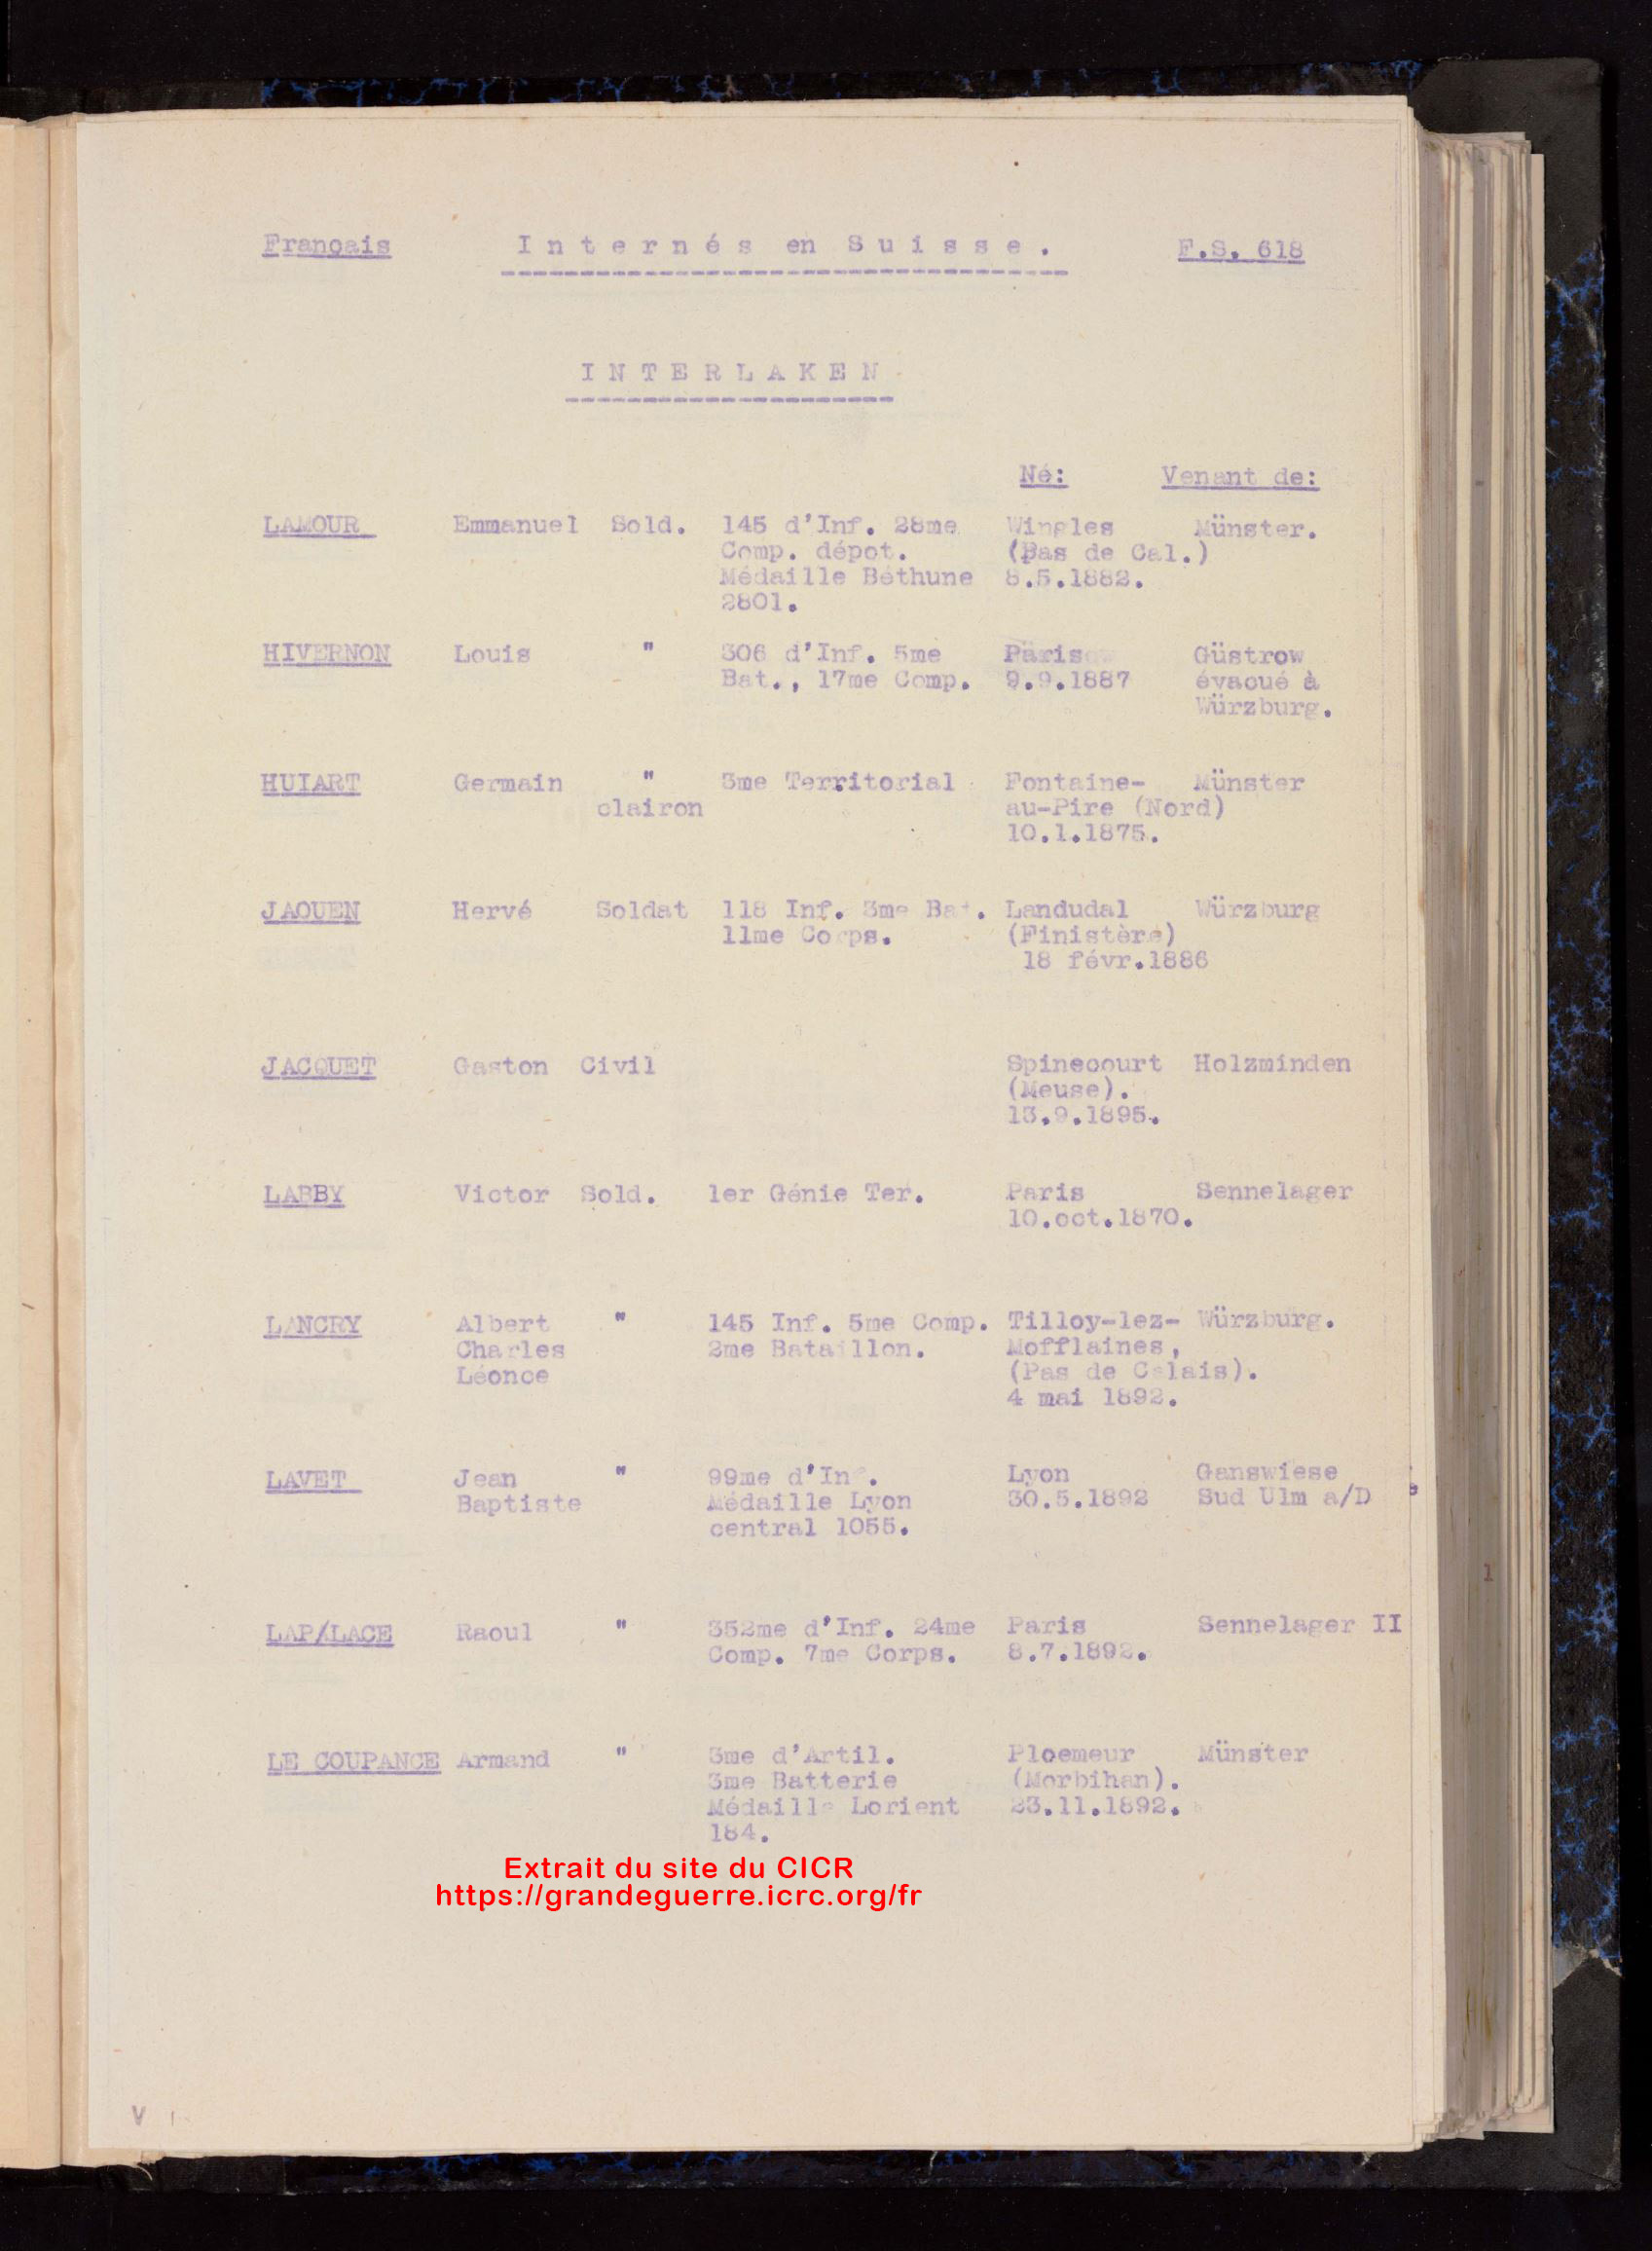 Français I n t e r n é s en S u i s s e . F.S. 618
I N T E R L A K E N
Né: Venant de:
LAMOUR Emmanuel Sold. 145 d'Inf. 28me Wingles Münster.
Comp. dépot. (Pas de Cal.)
Médaille Béthune 8.5.1882.
2801.
HIVERNON Louis " 306 d'Inf. 5me Paris Güstrow
Bat., 17me Comp. 9.9.1887 évacué à
Würzburg.
HUIART Germain " 3me Territorial Fontaine- Münster
clairon au-Pire (Nord)
10.1.1875.
JAOUEN Hervé Soldat 118 Inf. 3me Bat. Landudal Würzburg
11me Corps. (Finistère)
18 févr.1886
JACQUET Gaston Civil Spinecourt Holzminden
(Meuse).
13.9.1895.
LABBY Victor Sold. 1er Génie Ter. Paris Sennelager
10.oct.1870.
LANCRY Albert " 145 Inf. 5me Comp. Tilloy-lez- Würzburg.
Charles 2me Bataillon. Mofflaines,
Léonce (Pas de Calais).
4 mai 1892.
LAVET Jean " 99me d'Inf. Lyon Ganswiese
Baptiste Médaille Lyon 30.5.1892 Sud Ulm a/D
central 1055.
LAP/LACE Raoul " 352me d'Inf. 24me Paris Sennelager II
Comp. 7me Corps. 8.7.1892.
LE COUPANCE Armand " 3me d'Artil. Ploemeur Münster
3me Batterie (Morbihan).
Médaille Lorient 23.11.1892.
184.
Extrait du site du CICR
https://grandeguerre.icrc.org/fr